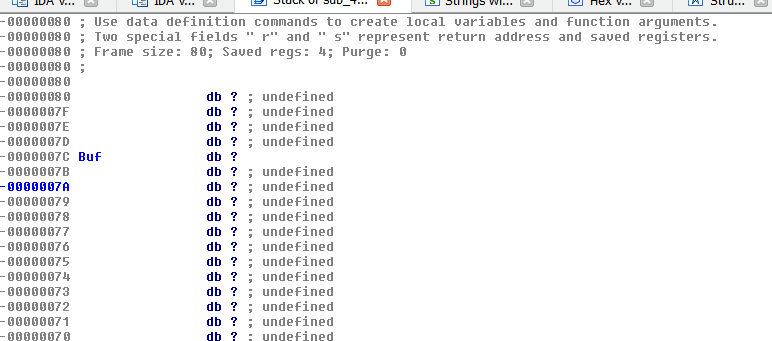 IDA V... IDA V... Stack of sub_4... Strings wi... Hex V... Stru...
-00000080 ; Use data definition commands to create local variables and function arguments.
-00000080 ; Two special fields " r" and " s" represent return address and saved registers.
-00000080 ; Frame size: 80; Saved regs: 4; Purge: 0
-00000080 ;
-00000080
-00000080 db ? ; undefined
-0000007F db ? ; undefined
-0000007E db ? ; undefined
-0000007D db ? ; undefined
-0000007C Buf db ?
-0000007B db ? ; undefined
-0000007A db ? ; undefined
-00000079 db ? ; undefined
-00000078 db ? ; undefined
-00000077 db ? ; undefined
-00000076 db ? ; undefined
-00000075 db ? ; undefined
-00000074 db ? ; undefined
-00000073 db ? ; undefined
-00000072 db ? ; undefined
-00000071 db ? ; undefined
-00000070 db ? ; undefined